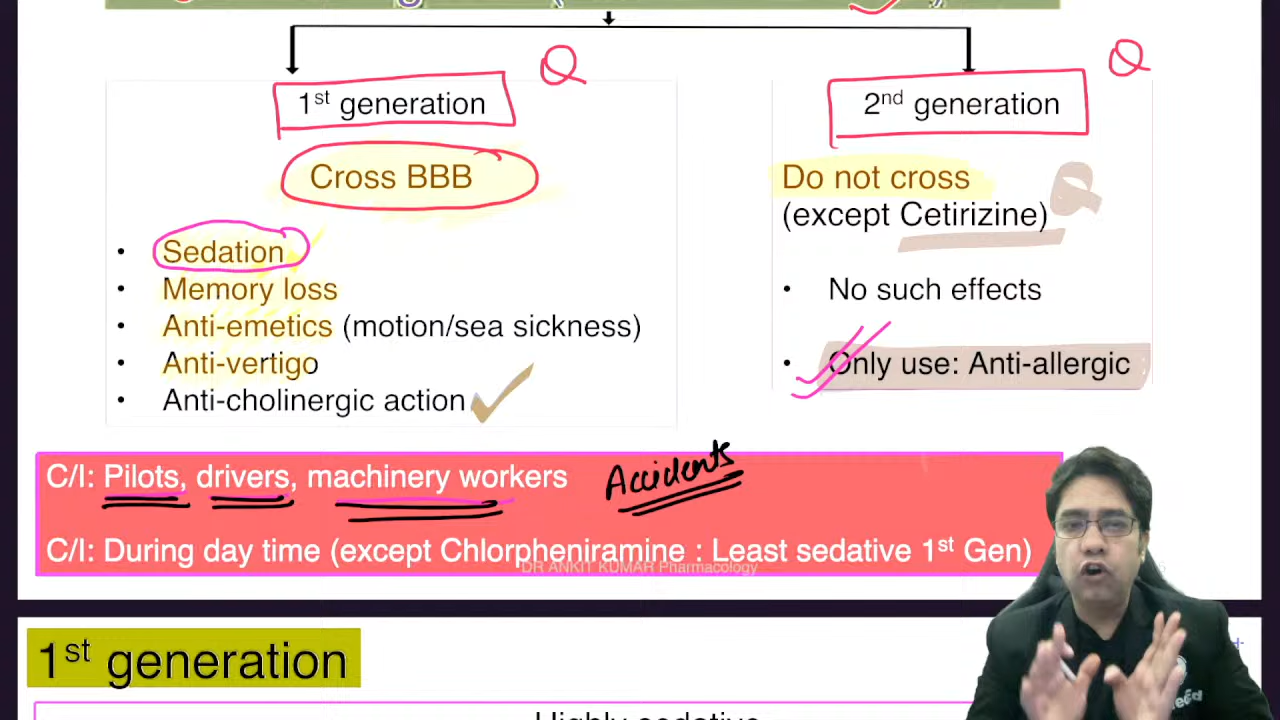 Q
Q
1st generation
2nd generation
Cross BBB
Do not cross
(except Cetirizine)
• Sedation
• Memory loss
• Anti-emetics (motion/sea sickness)
• Anti-vertigo
• Anti-cholinergic action
• No such effects
• Only use: Anti-allergic
C/I: Pilots, drivers, machinery workers
Accidents
C/I: During day time (except Chlorpheniramine : Least sedative 1st Gen)
DR ANKIT KUMAR Pharmacology
1st generation
Highly sedative